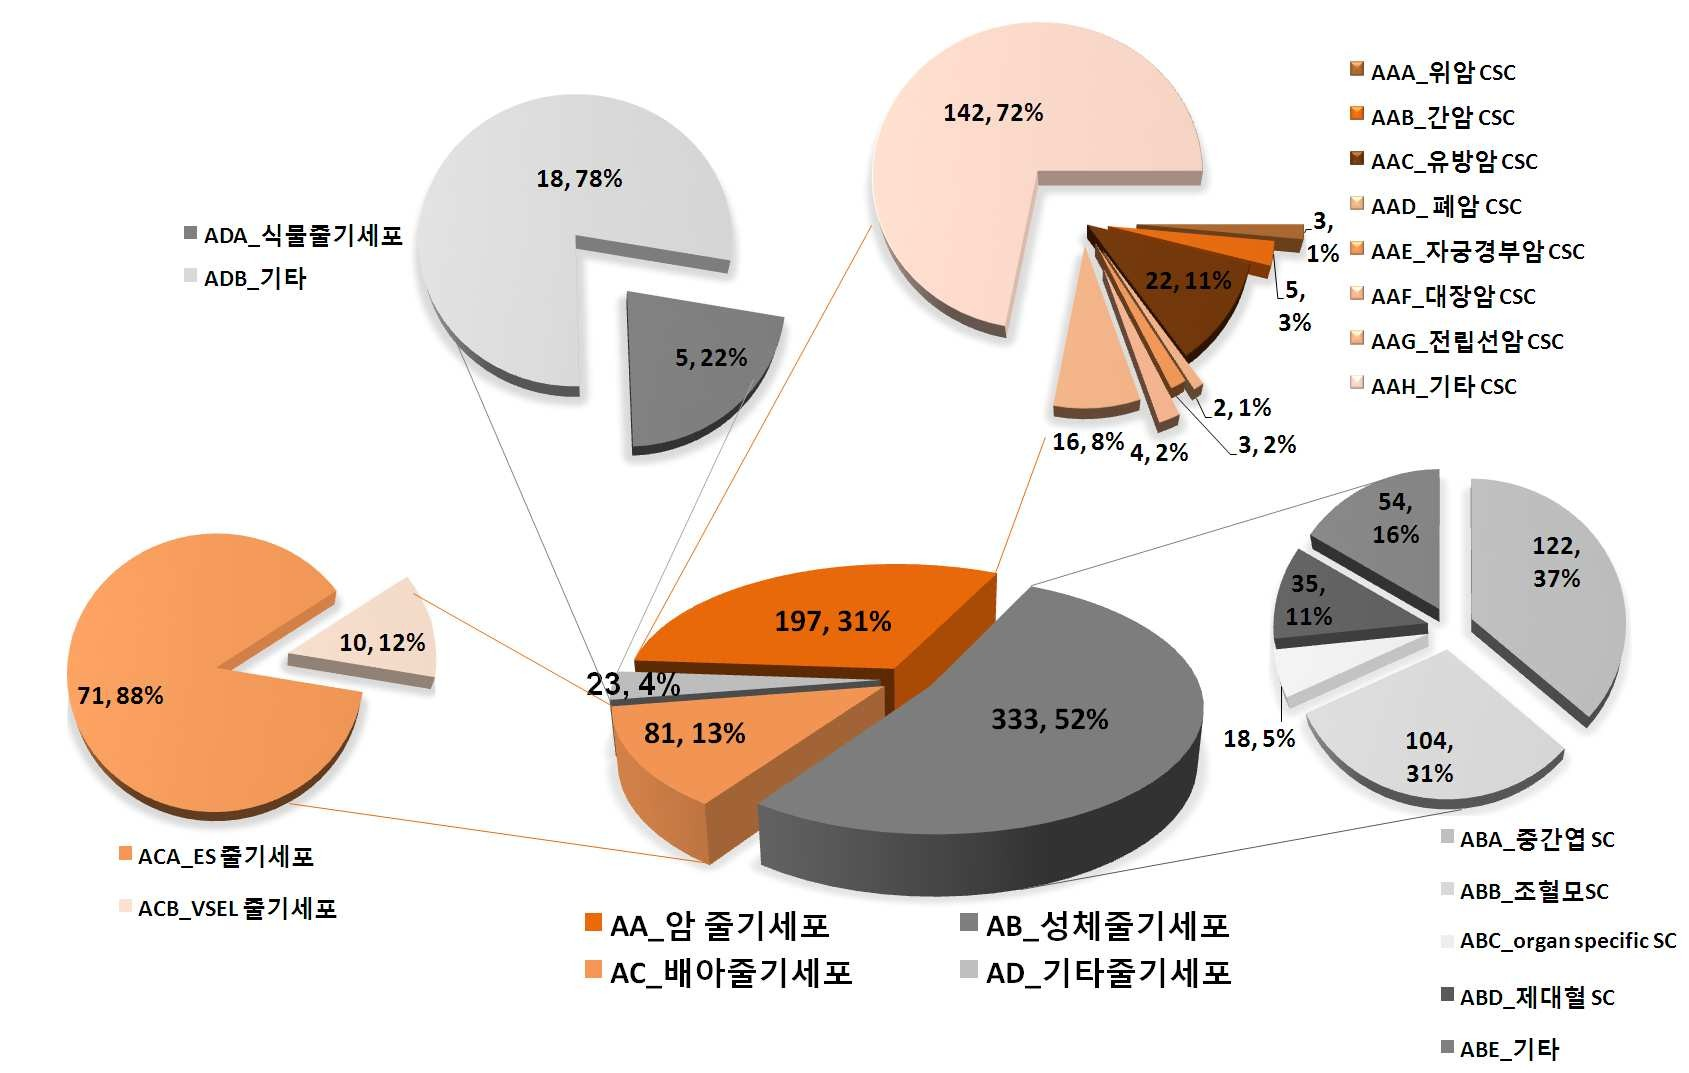 142, 72%
3,
1%
5,
3%
22, 11%
2, 1%
3, 2%
4, 2%
16, 8%
AAA_위암 CSC
AAB_간암 CSC
AAC_유방암 CSC
AAD_ 폐암 CSC
AAE_자궁경부암 CSC
AAF_대장암 CSC
AAG_전립선암 CSC
AAH_기타 CSC
18, 78%
5, 22%
ADA_식물줄기세포
ADB_기타
71, 88%
10, 12%
ACA_ES 줄기세포
ACB_VSEL 줄기세포
197, 31%
23, 4%
81, 13%
333, 52%
AA_암 줄기세포
AB_성체줄기세포
AC_배아줄기세포
AD_기타줄기세포
54,
16%
122,
37%
35,
11%
18, 5%
104,
31%
ABA_중간엽 SC
ABB_조혈모SC
ABC_organ specific SC
ABD_제대혈 SC
ABE_기타